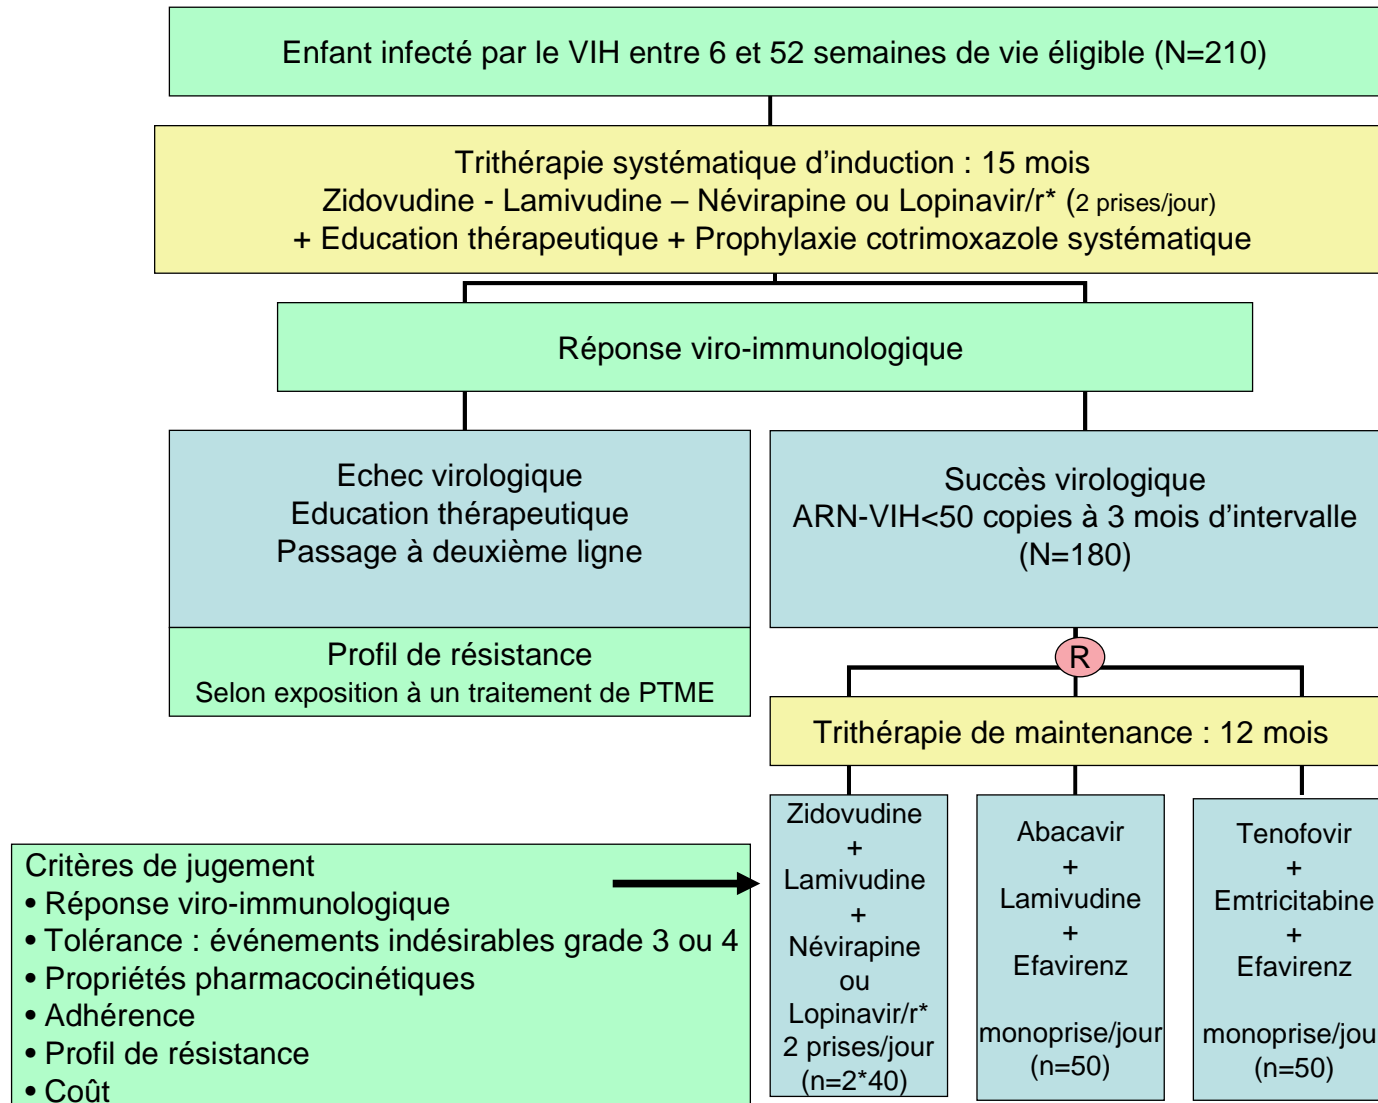 Enfant infecté par le VIH entre 6 et 52 semaines de vie éligible (N=210)
Trithérapie systématique d’induction : 15 mois
Zidovudine - Lamivudine – Névirapine ou Lopinavir/r* (2 prises/jour)
+ Education thérapeutique + Prophylaxie cotrimoxazole systématique
Réponse viro-immunologique
Echec virologique
Education thérapeutique
Passage à deuxième ligne
Profil de résistance
Selon exposition à un traitement de PTME
Succès virologique
ARN-VIH<50 copies à 3 mois d’intervalle
(N=180)
R
Trithérapie de maintenance : 12 mois
Zidovudine
+
Lamivudine
+
Névirapine
ou
Lopinavir/r*
2 prises/jour
(n=2*40)
Abacavir
+
Lamivudine
+
Efavirenz
monoprise/jour
(n=50)
Tenofovir
+
Emtricitabine
+
Efavirenz
monoprise/jou
(n=50)
Critères de jugement
• Réponse viro-immunologique
• Tolérance : événements indésirables grade 3 ou 4
• Propriétés pharmacocinétiques
• Adhérence
• Profil de résistance
• Coût